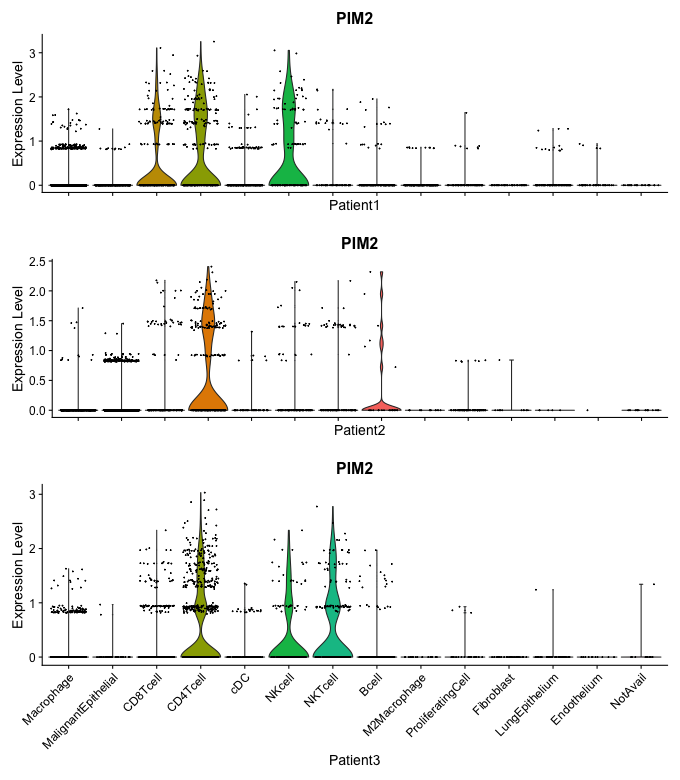 PIM2
Expression Level
3
2
1
0
Patient1
PIM2
Expression Level
2.5
2.0
1.5
1.0
0.5
0.0
Patient2
PIM2
Expression Level
3
2
1
0
Macrophage
MalignantEpithelial
CD8Tcell
CD4Tcell
cDC
NKcell
NKTcell
Bcell
M2Macrophage
ProliferatingCell
Fibroblast
LungEpithelium
Endothelium
NotAvail
Patient3